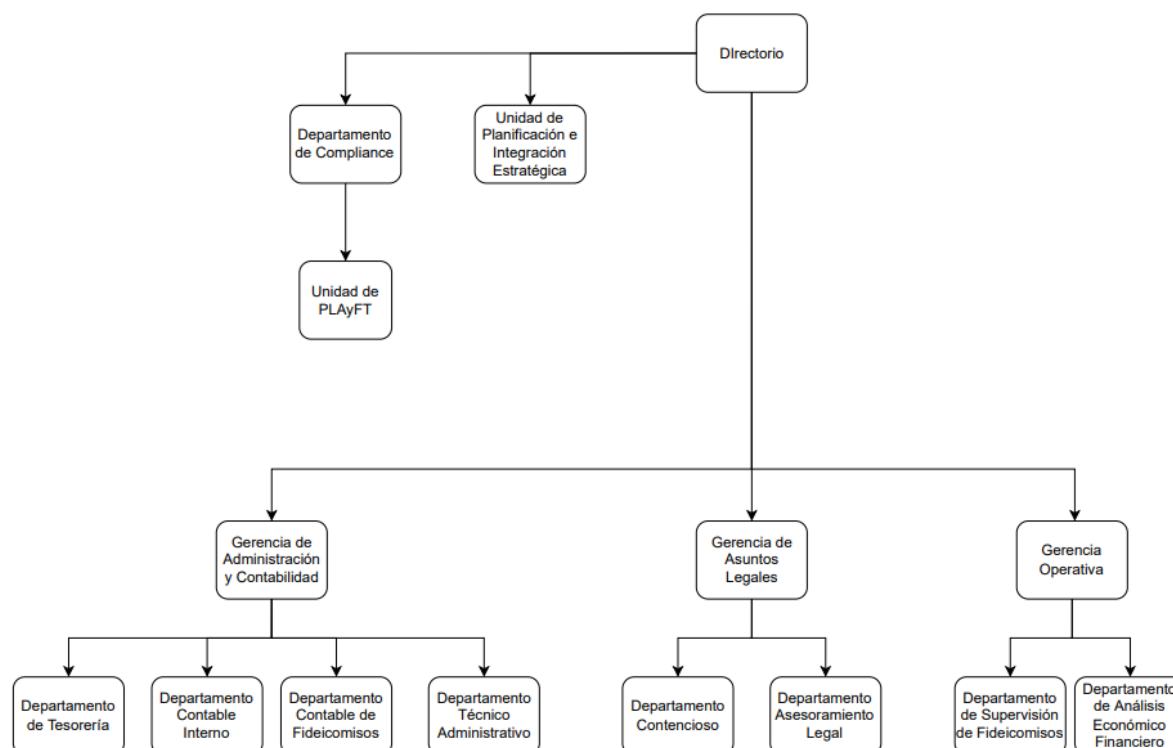 DIrectorio
Departamento
de Compliance
Unidad de
Planificación e
Integración
Estratégica
Unidad de
PLAyFT
Gerencia de
Administración
y Contabilidad
Gerencia de
Asuntos
Legales
Gerencia
Operativa
Departamento
de Tesorería
Departamento
Contable
Interno
Departamento
Contable de
Fideicomisos
Departamento
Técnico
Administrativo
Departamento
Contencioso
Departamento
Asesoramiento
Legal
Departamento
de Supervisión
de Fideicomisos
Departamento
de Análisis
Económico
Financiero